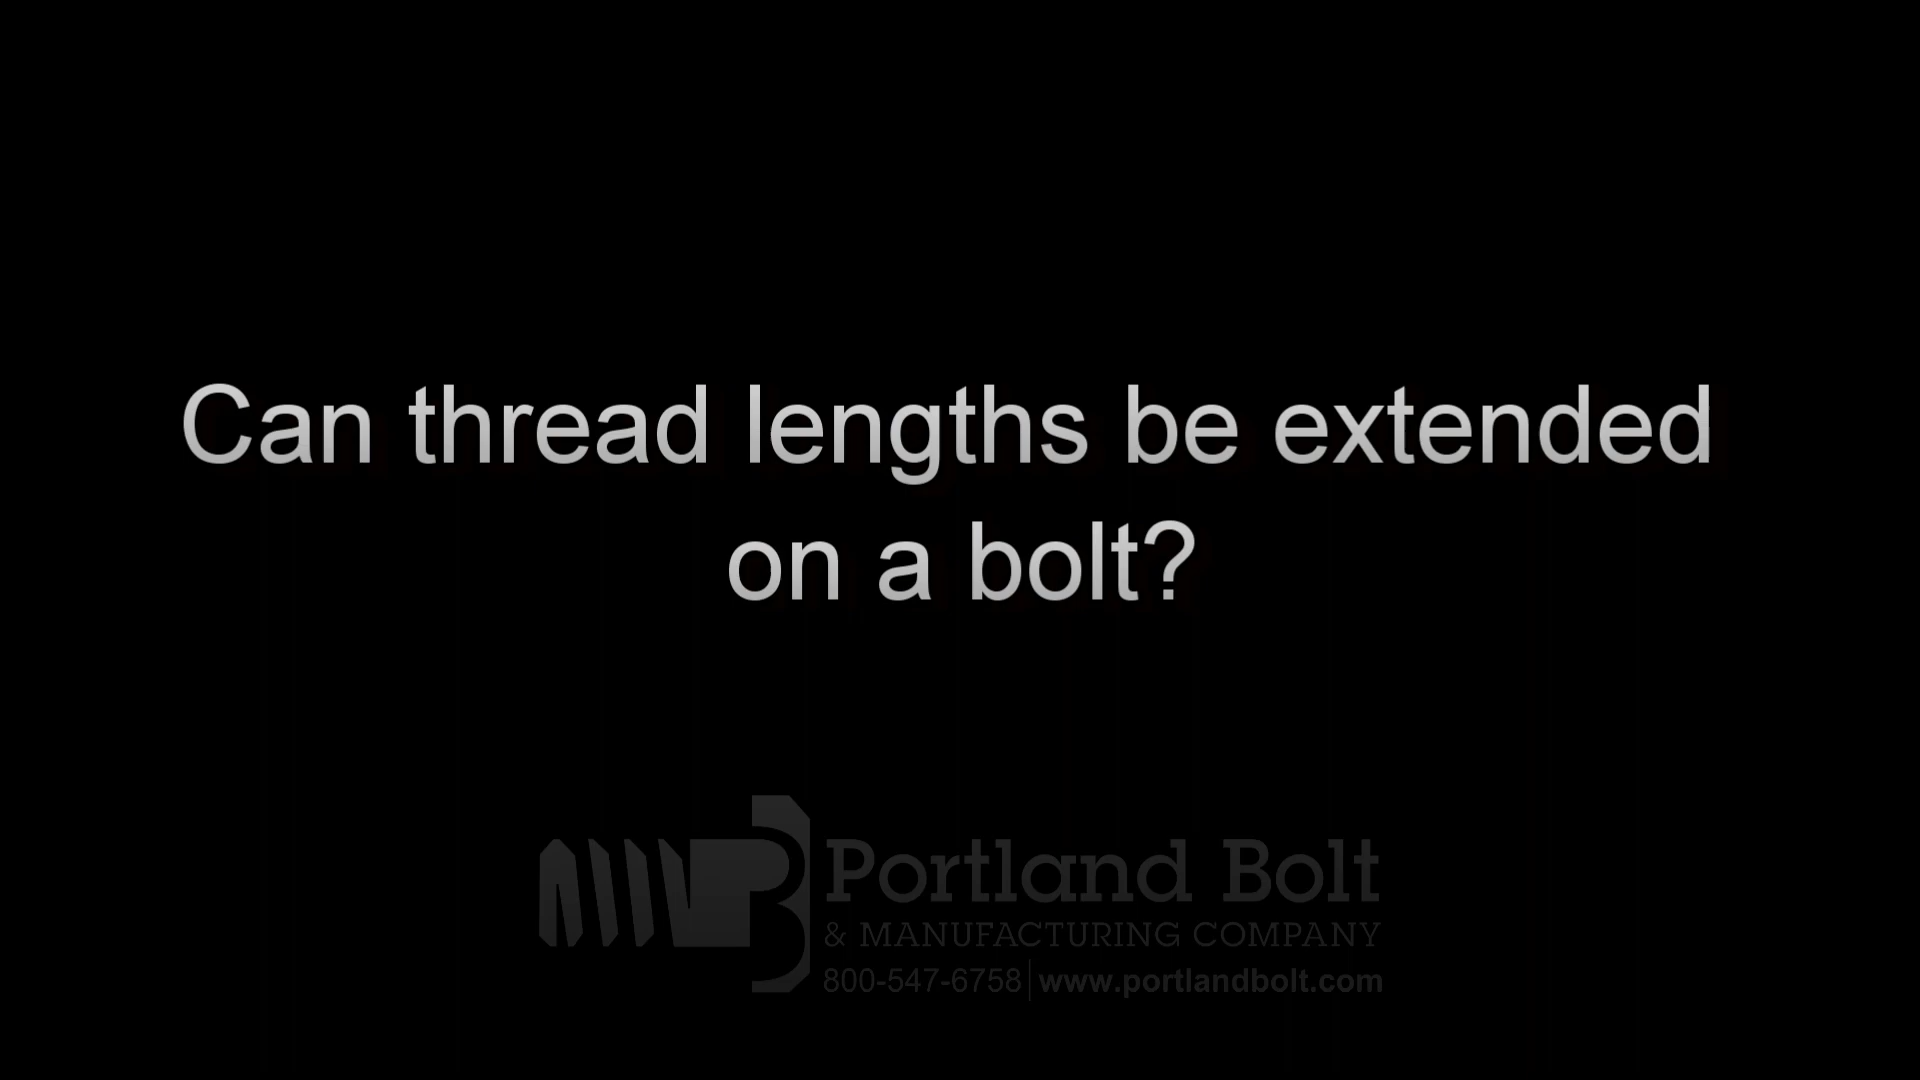 Can thread lengths be extended
on a bolt?
Portland Bolt
& MANUFACTURING COMPANY
800-547-6758 | www.portlandbolt.com